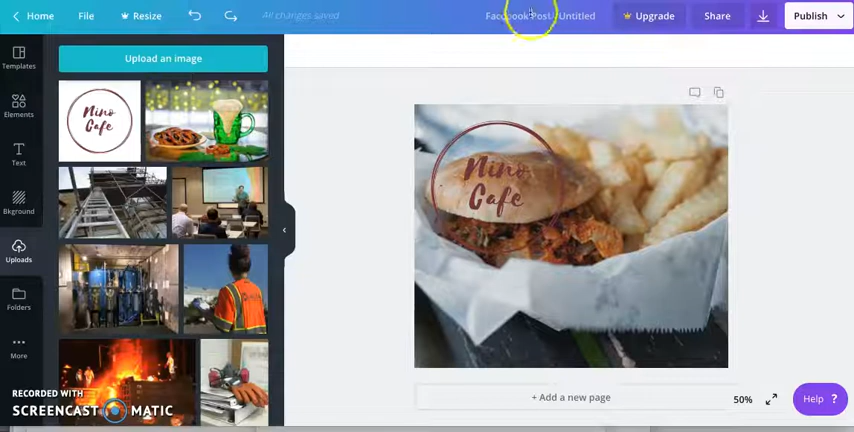 Home File Resize All changes saved Facebook Post Untitled Upgrade Share Publish
Templates
Elements
Text
Bkground
Uploads
Folders
More
Upload an image
Nino
Cafe
Nino
Cafe
+ Add a new page
50%
Help ?
RECORDED WITH
SCREENCAST MATIC